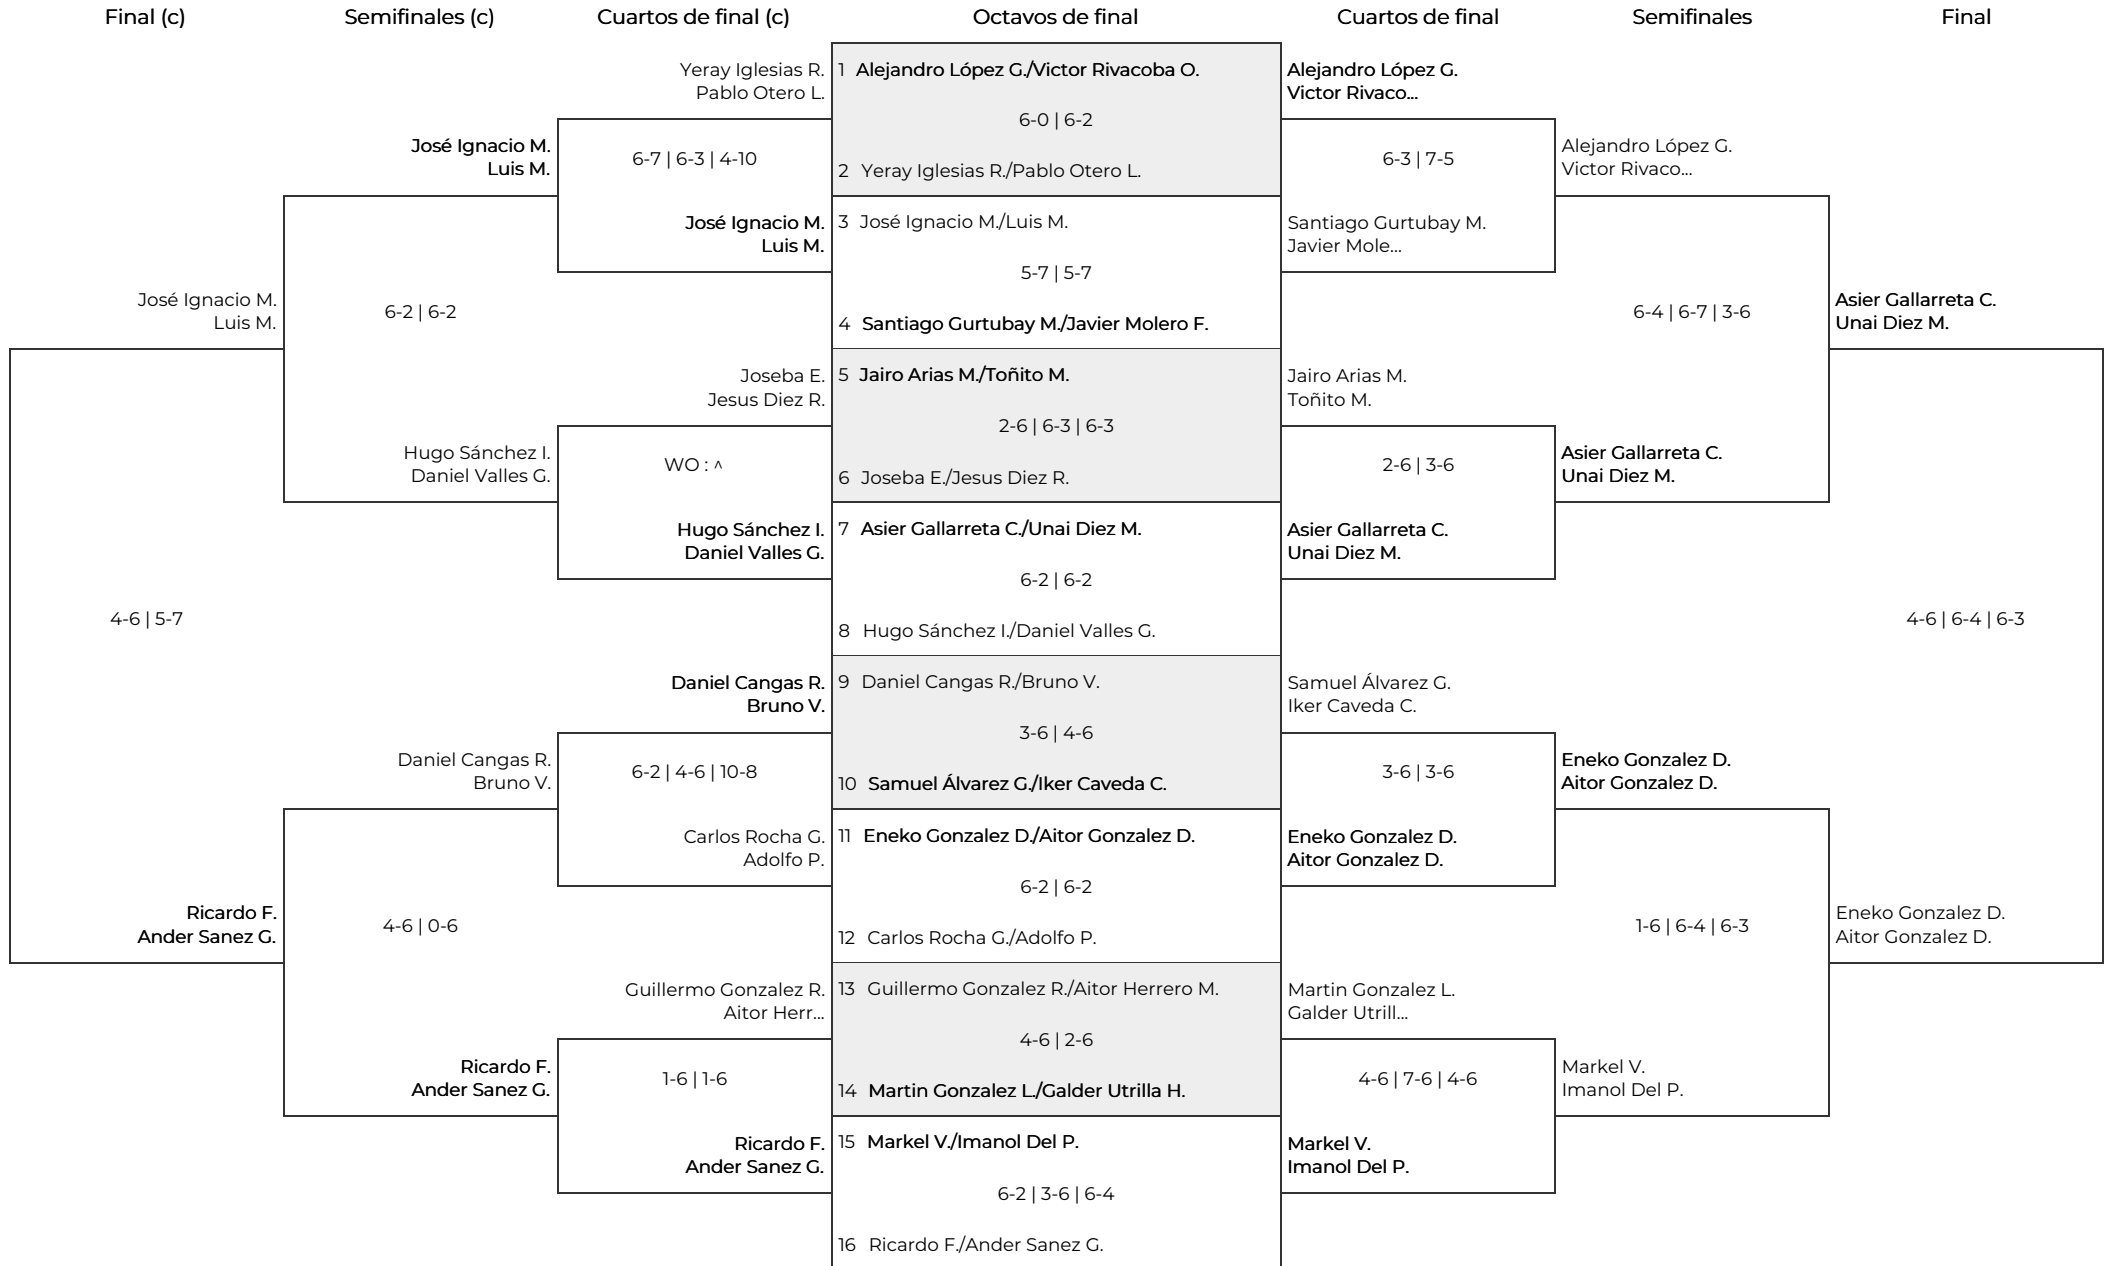 Final (c)
Semifinales (c)
Cuartos de final (c)
Octavos de final
Cuartos de final
Semifinales
Final
José Ignacio M.
Luis M.
4-6 | 5-7
Ricardo F.
Ander Sanez G.
José Ignacio M.
Luis M.
6-2 | 6-2
Hugo Sánchez I.
Daniel Valles G.
Daniel Cangas R.
Bruno V.
4-6 | 0-6
Ricardo F.
Ander Sanez G.
Yeray Iglesias R.
Pablo Otero L.
6-7 | 6-3 | 4-10
José Ignacio M.
Luis M.
Joseba E.
Jesus Diez R.
WO : ^
Hugo Sánchez I.
Daniel Valles G.
Daniel Cangas R.
Bruno V.
6-2 | 4-6 | 10-8
Carlos Rocha G.
Adolfo P.
Guillermo Gonzalez R.
Aitor Herr...
1-6 | 1-6
Ricardo F.
Ander Sanez G.
1 Alejandro López G./Victor Rivacoba O.
6-0 | 6-2
2 Yeray Iglesias R./Pablo Otero L.
3 José Ignacio M./Luis M.
5-7 | 5-7
4 Santiago Gurtubay M./Javier Molero F.
5 Jairo Arias M./Toñito M.
2-6 | 6-3 | 6-3
6 Joseba E./Jesus Diez R.
7 Asier Gallarreta C./Unai Diez M.
6-2 | 6-2
8 Hugo Sánchez I./Daniel Valles G.
9 Daniel Cangas R./Bruno V.
3-6 | 4-6
10 Samuel Álvarez G./Iker Caveda C.
11 Eneko Gonzalez D./Aitor Gonzalez D.
6-2 | 6-2
12 Carlos Rocha G./Adolfo P.
13 Guillermo Gonzalez R./Aitor Herrero M.
4-6 | 2-6
14 Martin Gonzalez L./Galder Utrilla H.
15 Markel V./Imanol Del P.
6-2 | 3-6 | 6-4
16 Ricardo F./Ander Sanez G.
Alejandro López G.
Victor Rivaco...
6-3 | 7-5
Santiago Gurtubay M.
Javier Mole...
Jairo Arias M.
Toñito M.
2-6 | 3-6
Asier Gallarreta C.
Unai Diez M.
Samuel Álvarez G.
Iker Caveda C.
3-6 | 3-6
Eneko Gonzalez D.
Aitor Gonzalez D.
Martin Gonzalez L.
Galder Utrill...
4-6 | 7-6 | 4-6
Markel V.
Imanol Del P.
Alejandro López G.
Victor Rivaco...
6-4 | 6-7 | 3-6
Asier Gallarreta C.
Unai Diez M.
Eneko Gonzalez D.
Aitor Gonzalez D.
1-6 | 6-4 | 6-3
Markel V.
Imanol Del P.
Asier Gallarreta C.
Unai Diez M.
4-6 | 6-4 | 6-3
Eneko Gonzalez D.
Aitor Gonzalez D.